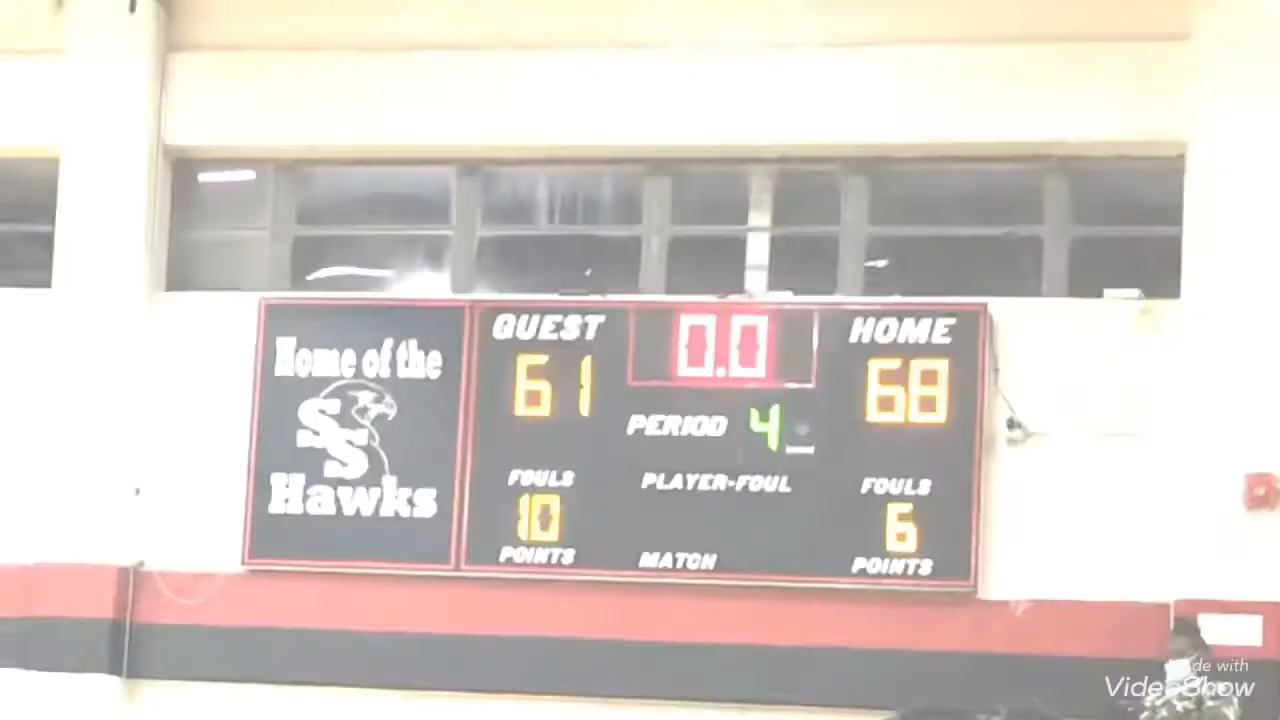 Home of the
SS
Hawks
GUEST
61
0.0
HOME
68
PERIOD 4
FOULS
10
POINTS
PLAYER-FOUL
MATCH
FOULS
6
POINTS
Made with
VideoShow